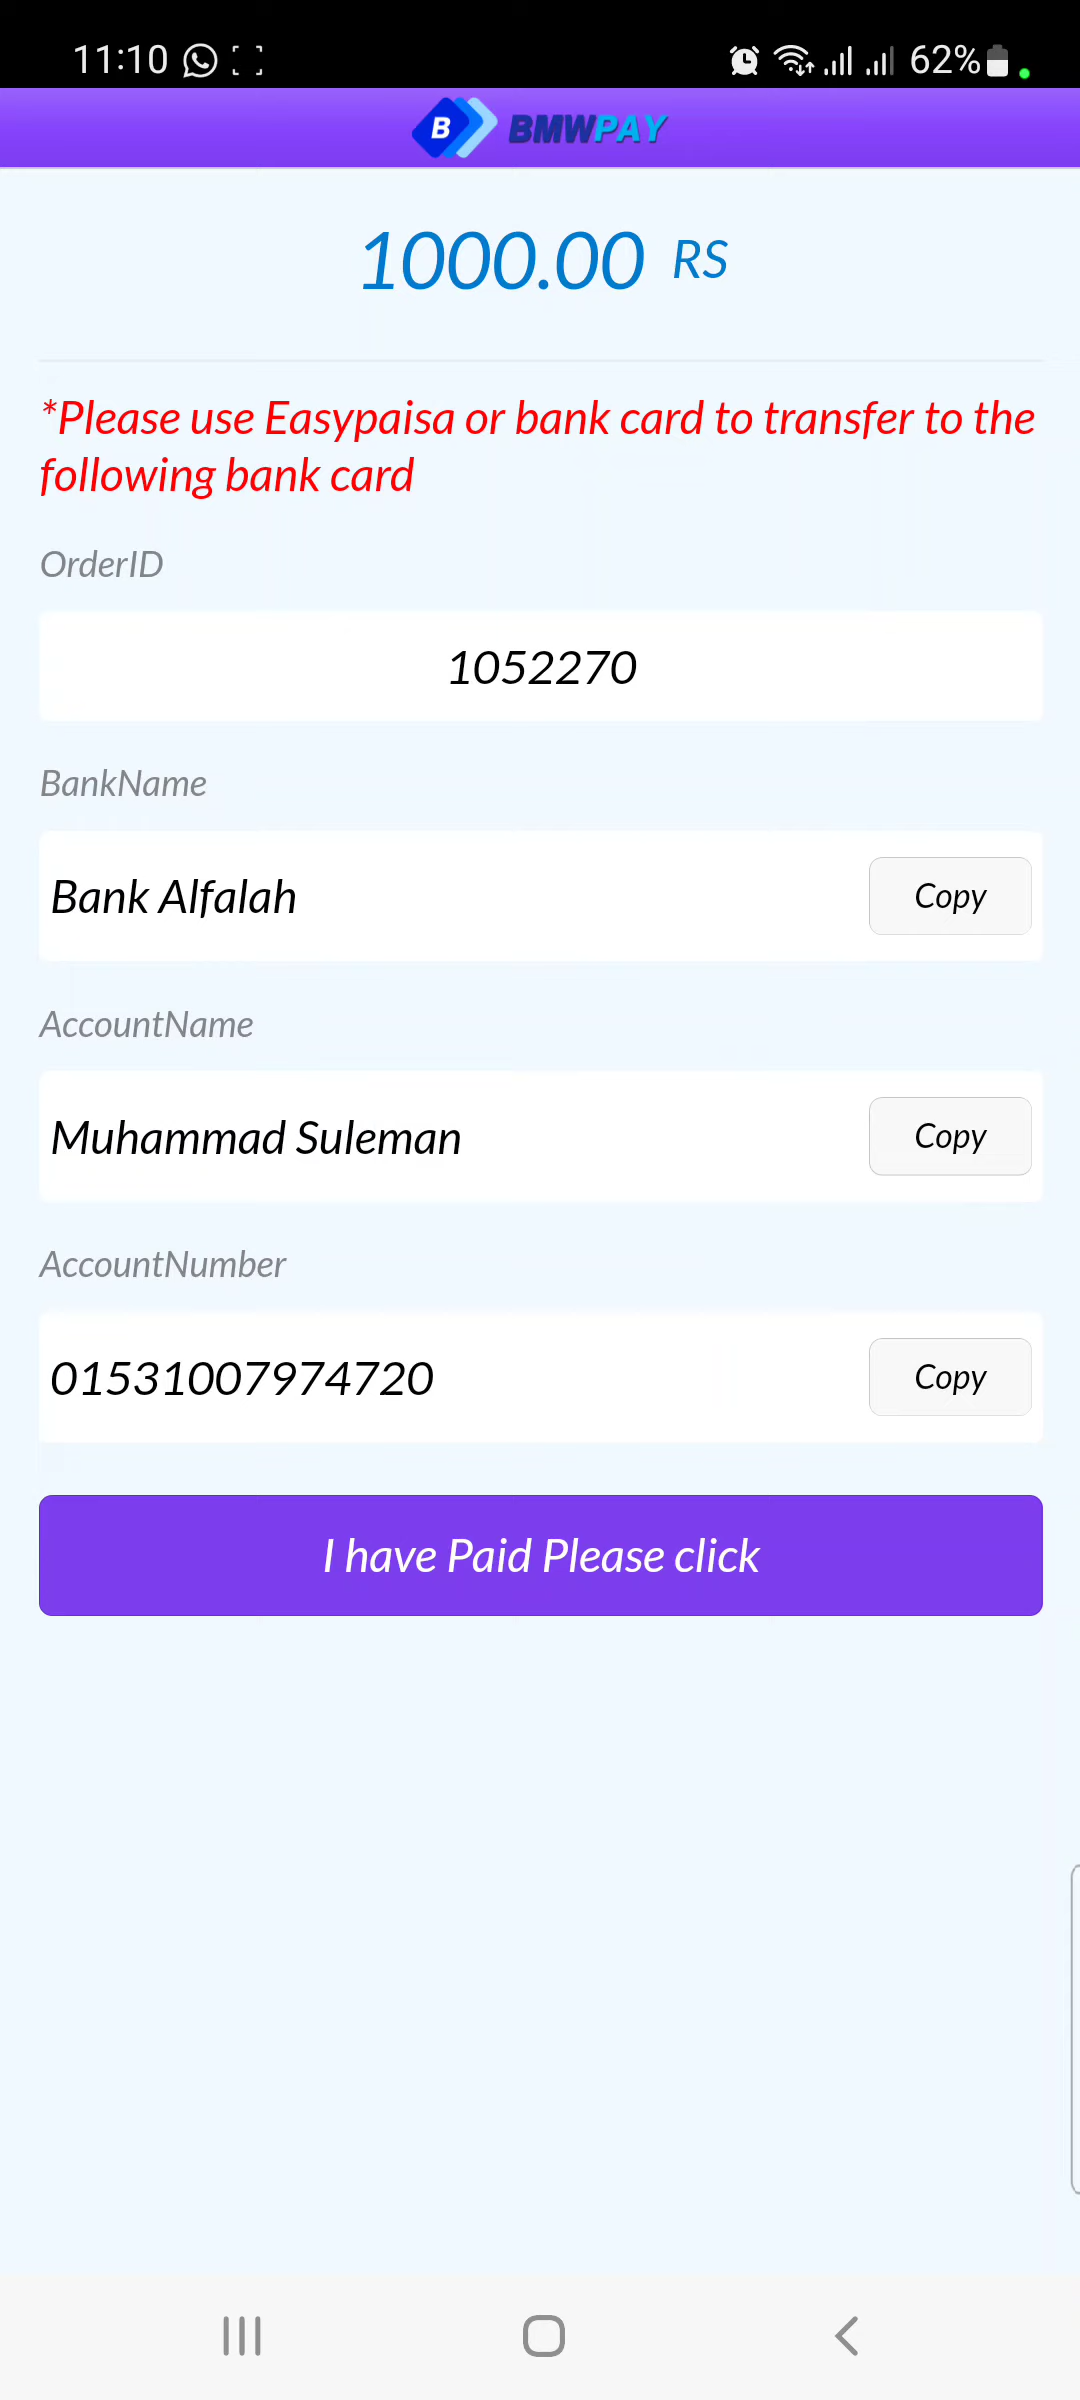 11:10 62%
B BMWPAY
1000.00 RS
*Please use Easypaisa or bank card to transfer to the
following bank card
OrderID
1052270
BankName
Bank Alfalah Copy
AccountName
Muhammad Suleman Copy
AccountNumber
01531007974720 Copy
I have Paid Please click